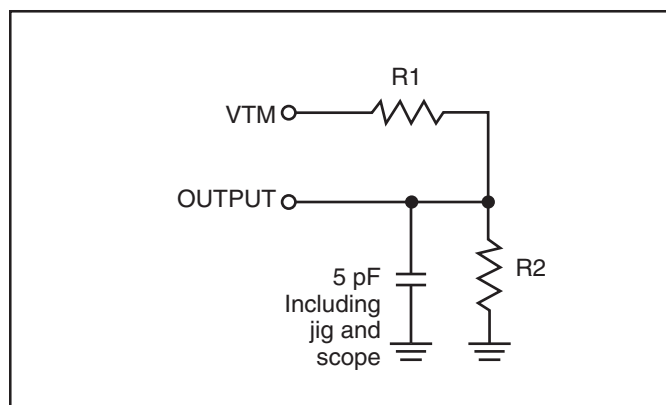 R1
VTM
OUTPUT
R2
5 pF
Including
jig and
scope